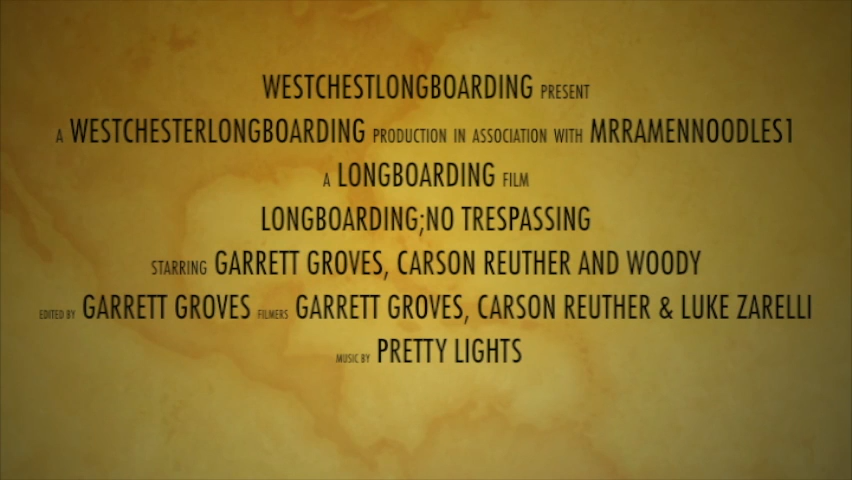 WESTCHESTLONGBOARDING PRESENT
A WESTCHESTERLONGBOARDING PRODUCTION IN ASSOCIATION WITH MRRAMENNOODLES1
A LONGBOARDING FILM
LONGBOARDING;NO TRESPASSING
STARRING GARRETT GROVES, CARSON REUTHER AND WOODY
EDITED BY GARRETT GROVES FILMERS GARRETT GROVES, CARSON REUTHER & LUKE ZARELLI
MUSIC BY PRETTY LIGHTS